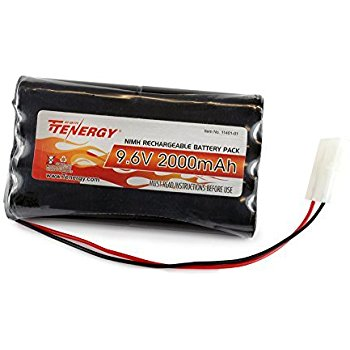 Item No. 11401-01
TENERGY
NIMH RECHARGEABLE BATTERY PACK
9.6V 2000mAh
www.Tenergy.com
MUST-READ,INSTRUCTIONS BEFORE USE